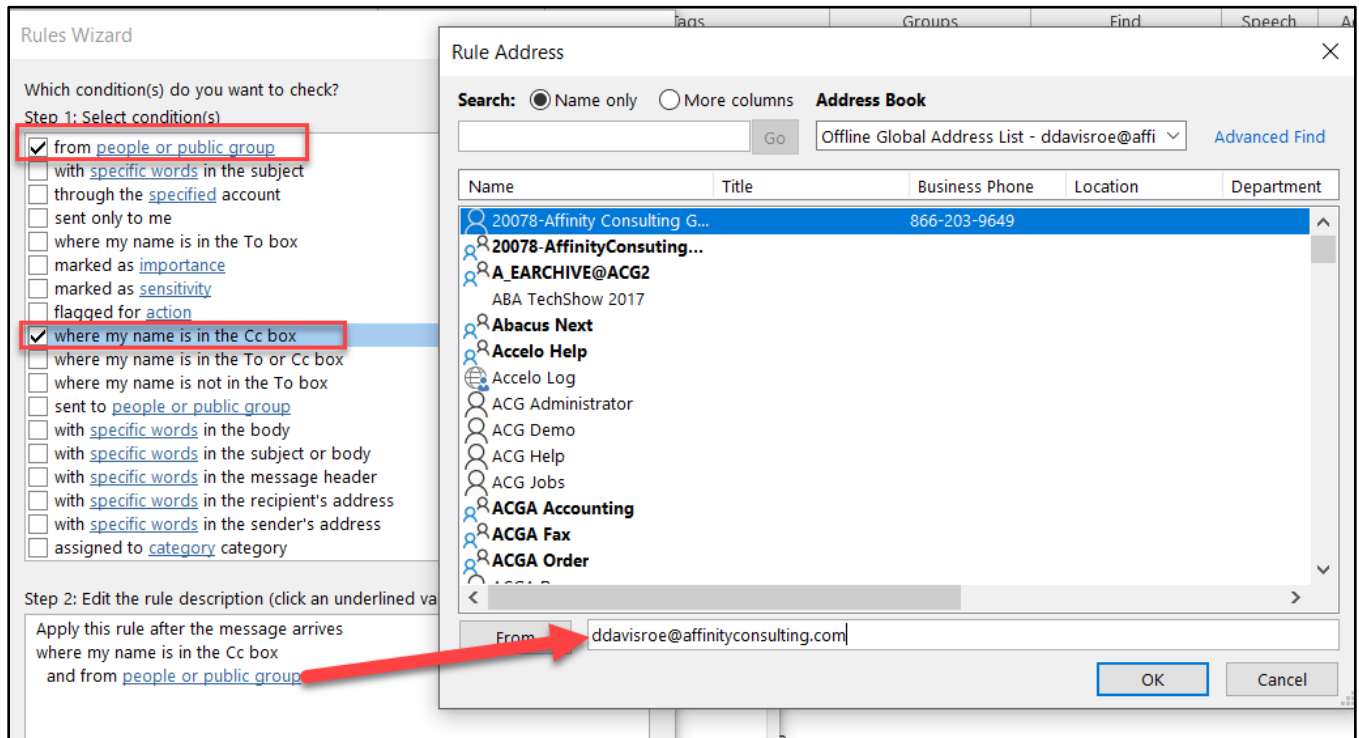 Tags Groups Find Speech
Rules Wizard
Which condition(s) do you want to check?
Step 1: Select condition(s)
from people or public group
with specific words in the subject
through the specified account
sent only to me
where my name is in the To box
marked as importance
marked as sensitivity
flagged for action
where my name is in the Cc box
where my name is in the To or Cc box
where my name is not in the To box
sent to people or public group
with specific words in the body
with specific words in the subject or body
with specific words in the message header
with specific words in the recipient's address
with specific words in the sender's address
assigned to category category
Step 2: Edit the rule description (click an underlined va
Apply this rule after the message arrives
where my name is in the Cc box
and from people or public group
Rule Address
Search: Name only More columns Address Book
Go Offline Global Address List - ddavisroe@affi Advanced Find
Name Title Business Phone Location Department
20078-Affinity Consulting G... 866-203-9649
20078-AffinityConsuting...
A_EARCHIVE@ACG2
ABA TechShow 2017
Abacus Next
Accelo Help
Accelo Log
ACG Administrator
ACG Demo
ACG Help
ACG Jobs
ACGA Accounting
ACGA Fax
ACGA Order
From ddavisroe@affinityconsulting.com
OK Cancel